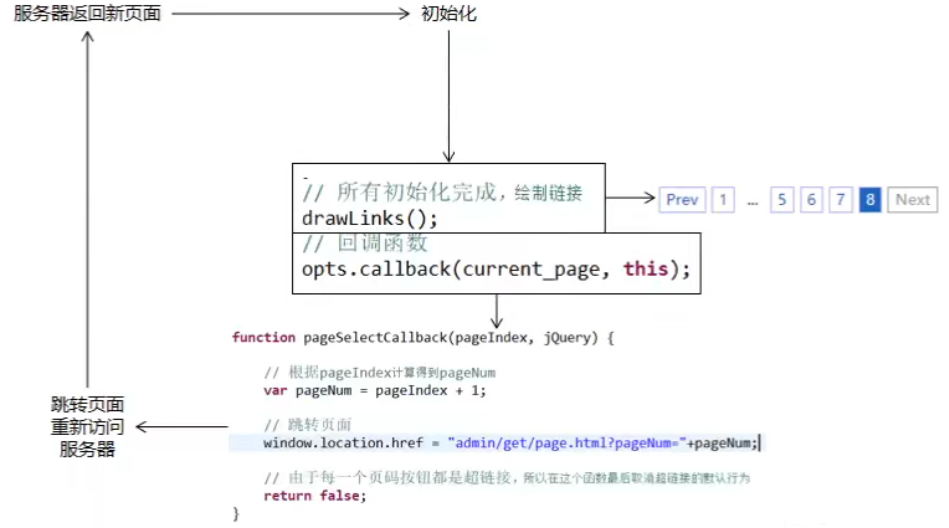 服务器返回新页面
初始化
// 所有初始化完成，绘制链接
drawLinks();
Prev 1 ... 5 6 7 8 Next
// 回调函数
opts.callback(current_page, this);
function pageSelectCallback(pageIndex, jQuery) {
// 根据pageIndex计算得到pageNum
var pageNum = pageIndex + 1;
// 跳转页面
window.location.href = "admin/get/page.html?pageNum="+pageNum;
// 由于每一个页码按钮都是超链接，所以在这个函数最后取消超链接的默认行为
return false;
}
跳转页面
重新访问
服务器